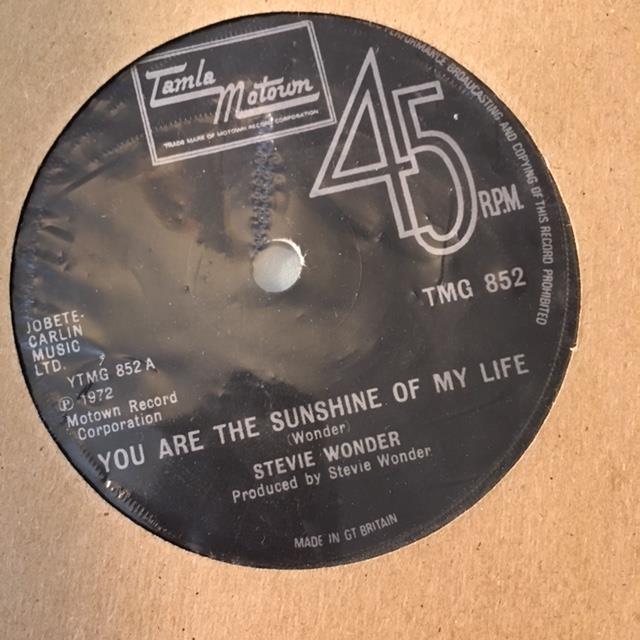 Tamla
Motown
TRADE MARK OF MOTOWN RECORD CORPORATION
45
R.P.M.
PERFORMANCE BROADCASTING AND COPYING OF THIS RECORD PROHIBITED
TMG 852
JOBETE-
CARLIN
MUSIC
LTD.
YTMG 852 A
℗ 1972
Motown Record
Corporation
YOU ARE THE SUNSHINE OF MY LIFE
(Wonder)
STEVIE WONDER
Produced by Stevie Wonder
MADE IN GT BRITAIN